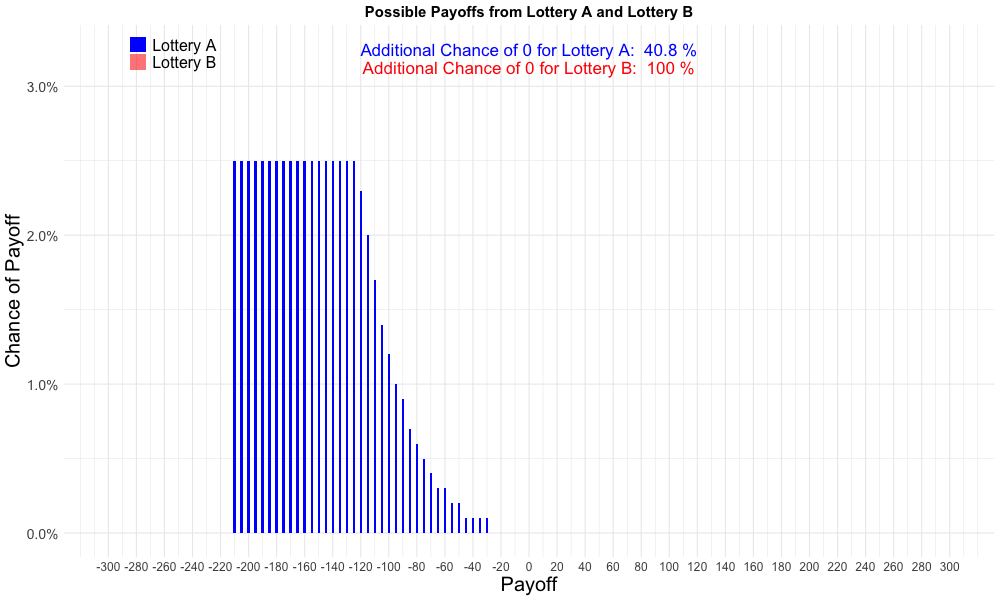 Possible Payoffs from Lottery A and Lottery B
Lottery A
Lottery B
Additional Chance of 0 for Lottery A: 40.8 %
Additional Chance of 0 for Lottery B: 100 %
Chance of Payoff
3.0%
2.0%
1.0%
0.0%
-300 -280 -260 -240 -220 -200 -180 -160 -140 -120 -100 -80 -60 -40 -20 0 20 40 60 80 100 120 140 160 180 200 220 240 260 280 300
Payoff